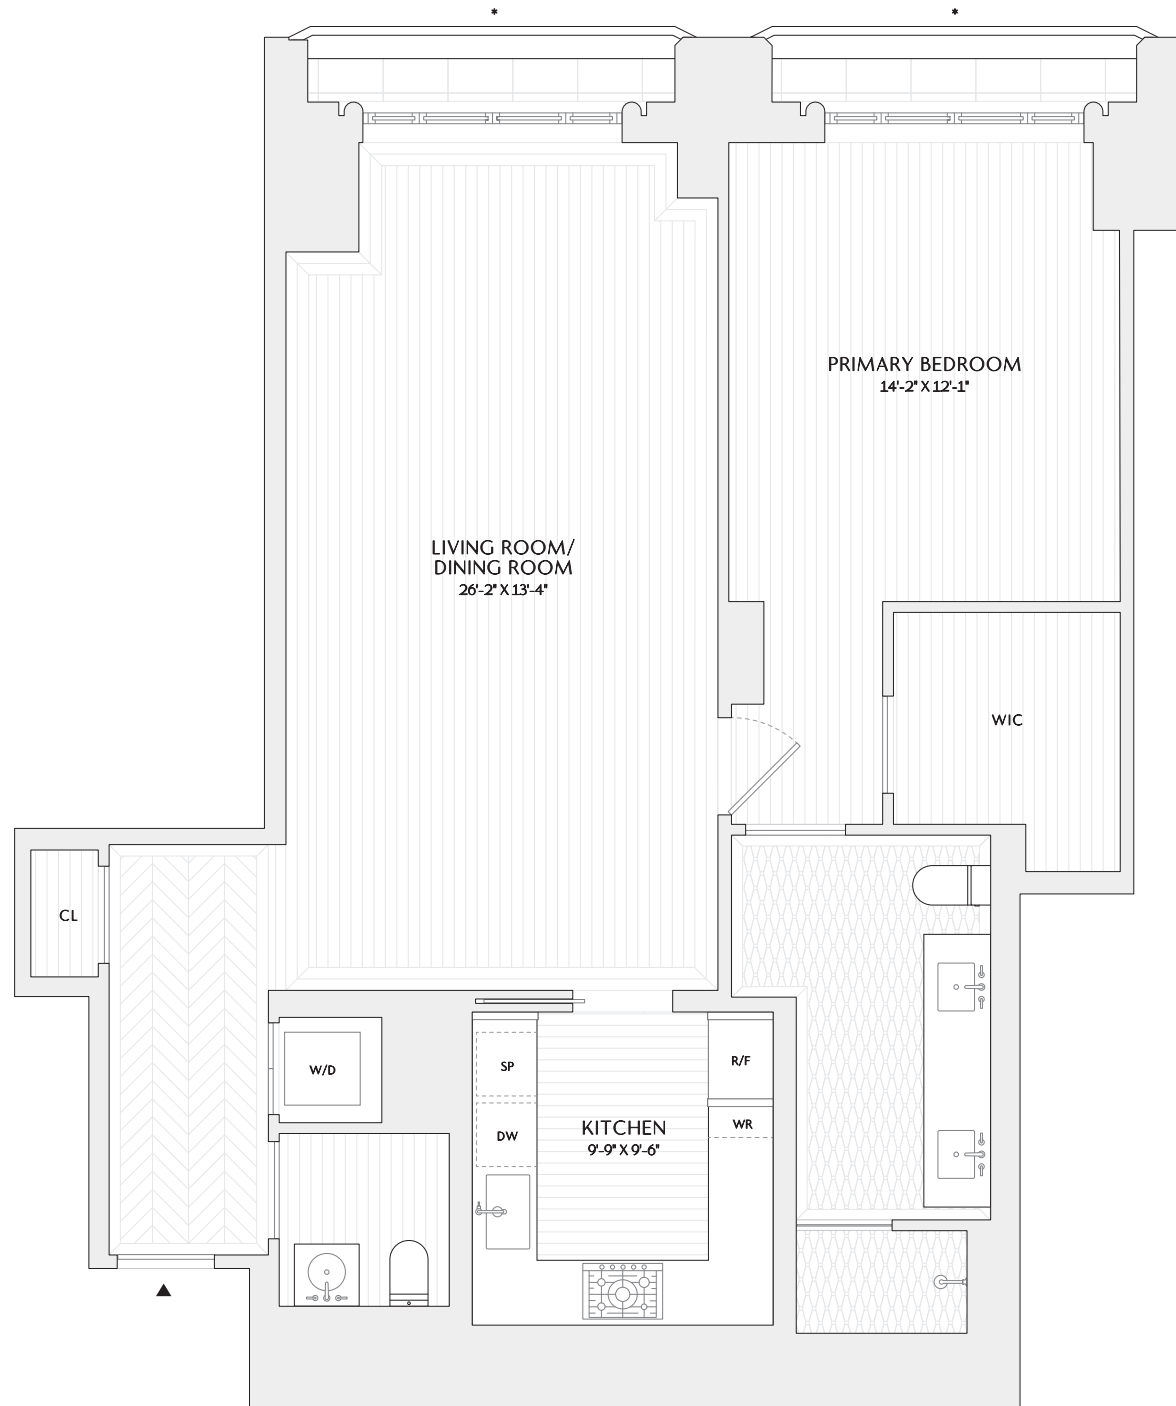 *
*
PRIMARY BEDROOM
14'-2" X 12'-1"
LIVING ROOM/
DINING ROOM
26'-2" X 13'-4"
WIC
CL
W/D
SP
R/F
DW
KITCHEN
9'-9" X 9'-6"
WR